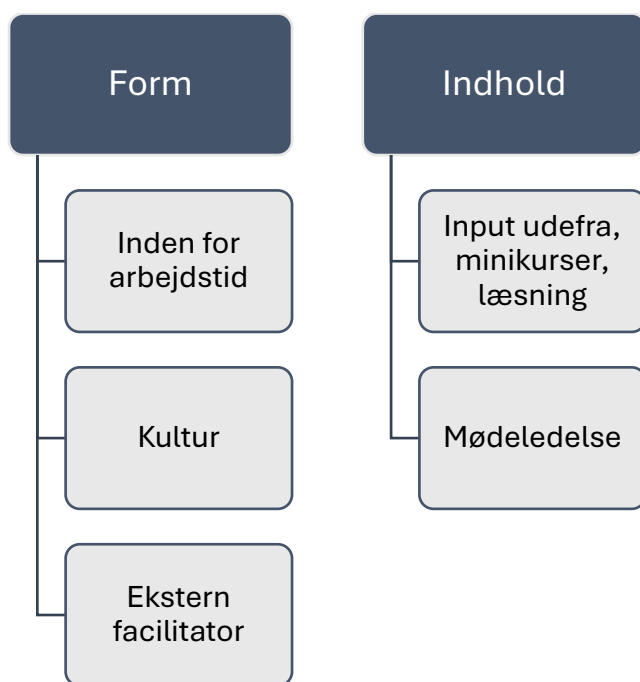 Form
Inden for
arbejdstid
Kultur
Ekstern
facilitator
Indhold
Input udefra,
minikurser,
læsning
Mødeledelse